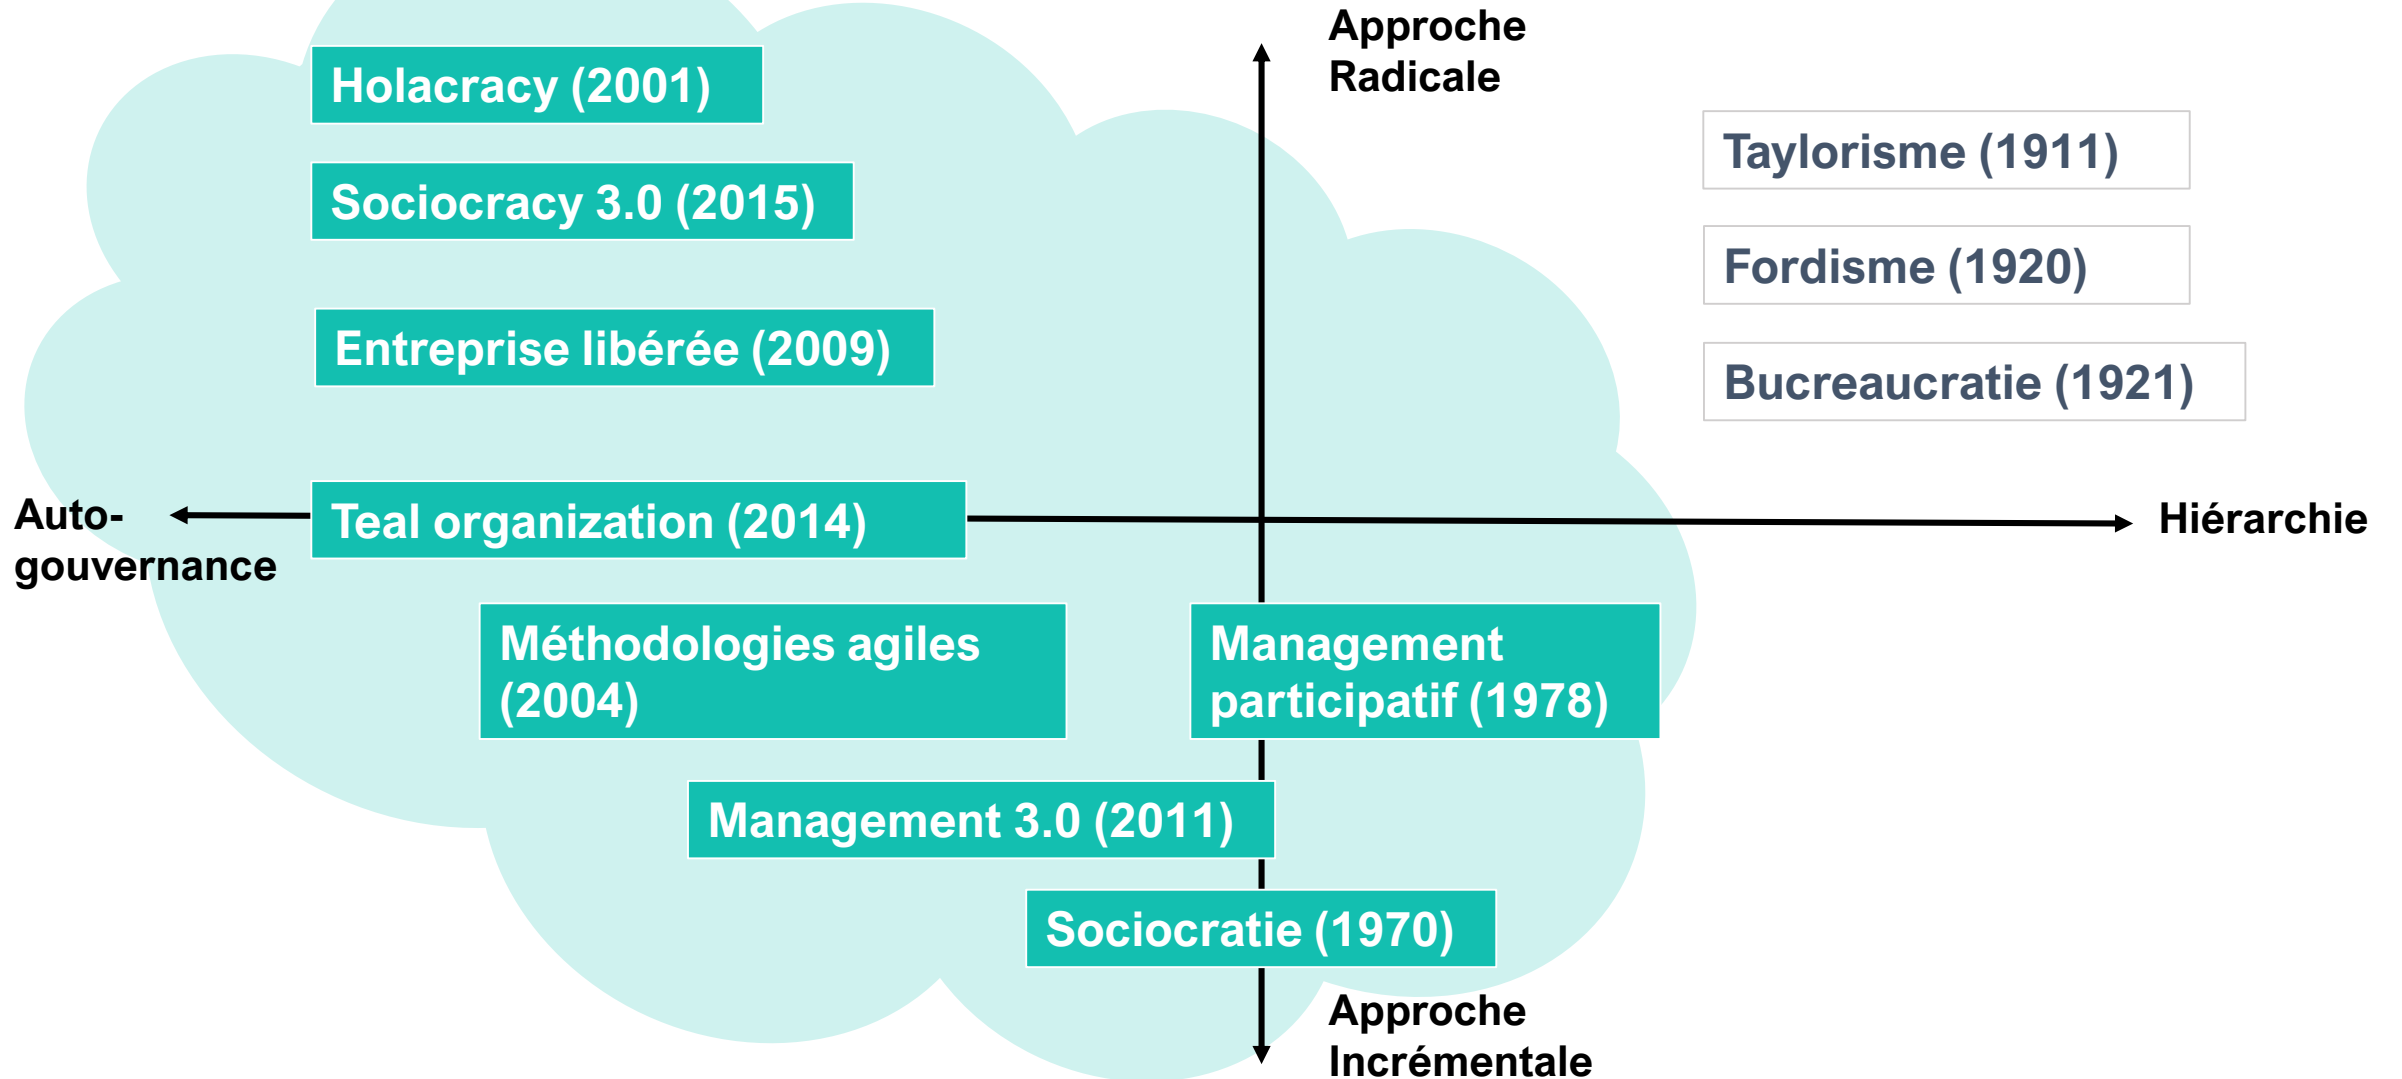 Approche
Radicale
Holacracy (2001)
Taylorisme (1911)
Sociocracy 3.0 (2015)
Fordisme (1920)
Entreprise libérée (2009)
Bucreaucratie (1921)
Auto-
gouvernance
Teal organization (2014)
Hiérarchie
Méthodologies agiles
(2004)
Management
participatif (1978)
Management 3.0 (2011)
Sociocratie (1970)
Approche
Incrémentale